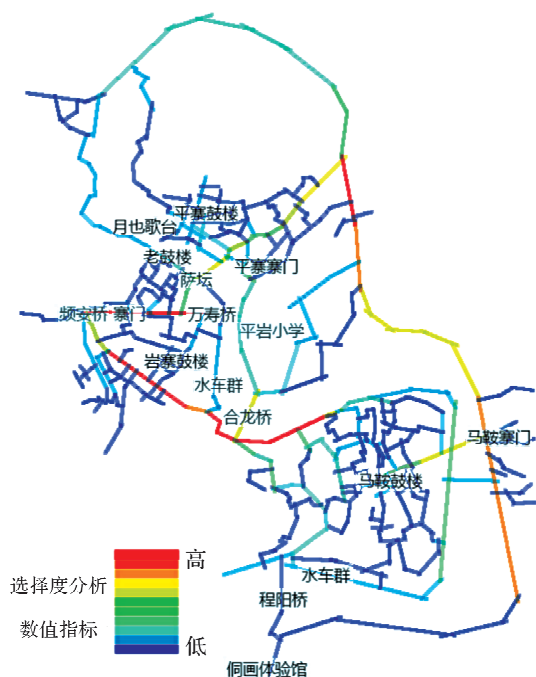 平寨鼓楼
月也歌台
老鼓楼
平寨寨门
萨坛
频安桥 寨门
万寿桥
平岩小学
岩寨鼓楼
水车群
合龙桥
马鞍寨门
马鞍鼓楼
高
选择度分析
水车群
程阳桥
数值指标
低
侗画体验馆